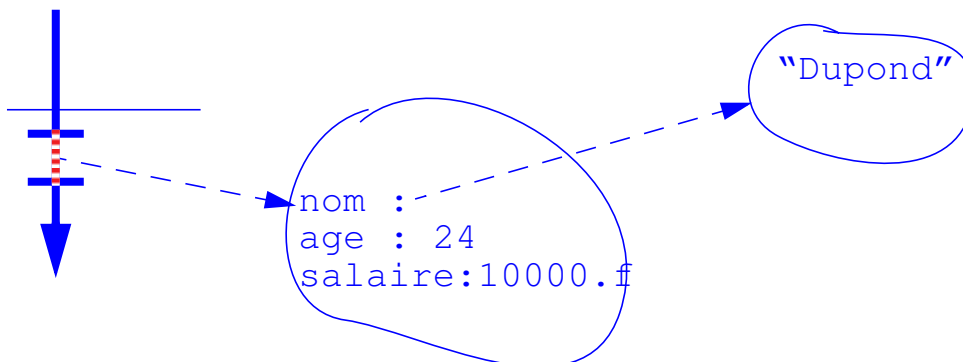 “Dupond”
nom :
age : 24
salaire:10000.f